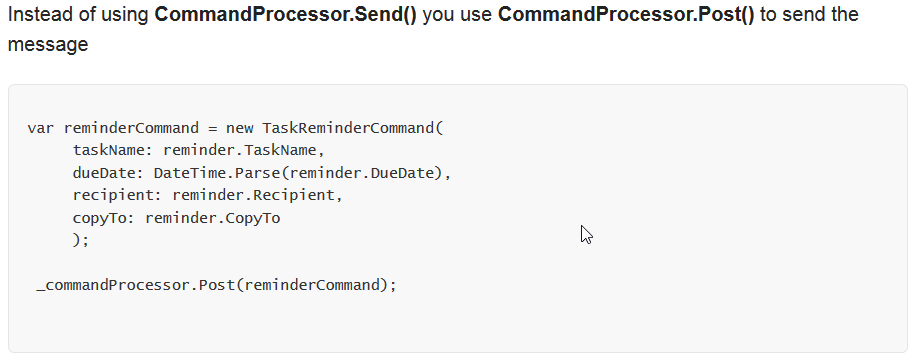 Instead of using CommandProcessor.Send() you use CommandProcessor.Post() to send the
message
var reminderCommand = new TaskReminderCommand(
taskName: reminder.TaskName,
dueDate: DateTime.Parse(reminder.DueDate),
recipient: reminder.Recipient,
copyTo: reminder.CopyTo
);
_commandProcessor.Post(reminderCommand);